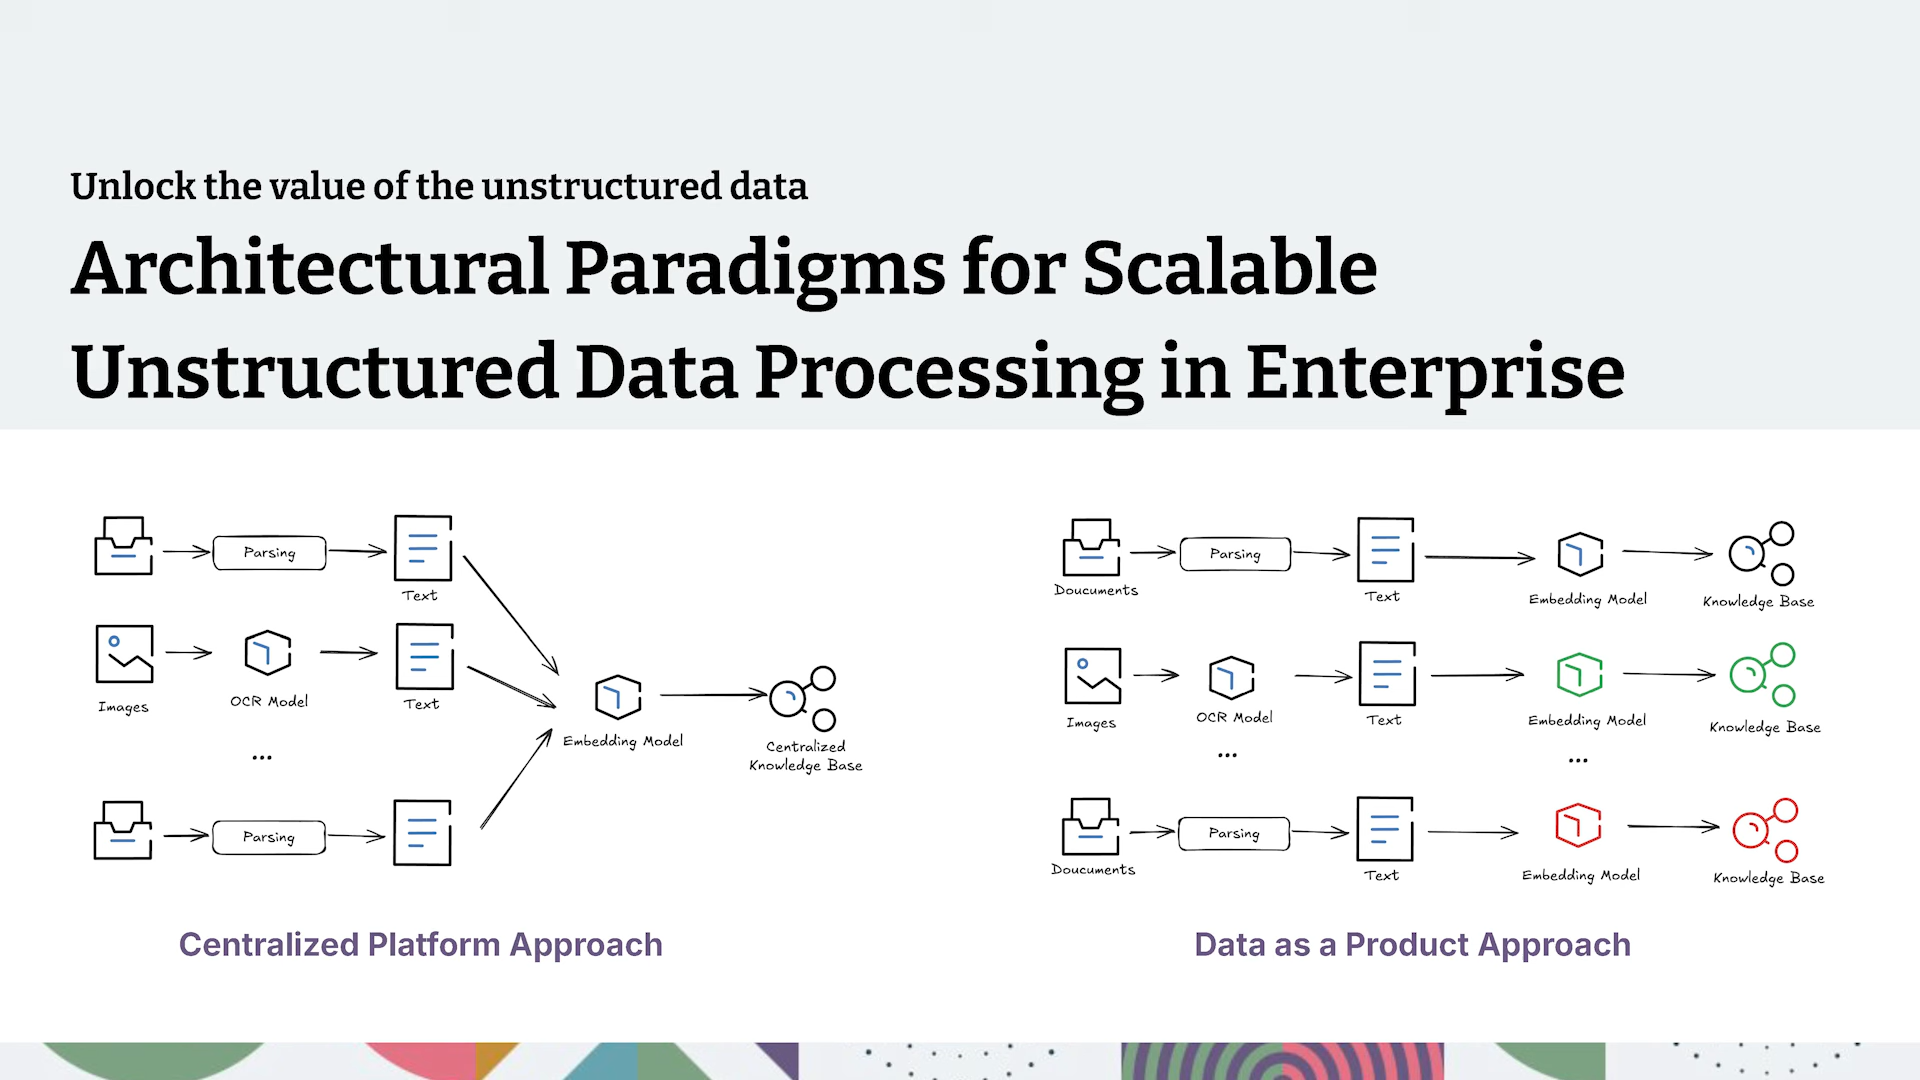 Unlock the value of the unstructured data
Architectural Paradigms for Scalable
Unstructured Data Processing in Enterprise
Parsing
Text
Images
OCR Model
Text
...
Embedding Model
Centralized
Knowledge Base
Parsing
Centralized Platform Approach
Doucuments
Parsing
Text
Embedding Model
Knowledge Base
Images
OCR Model
Text
Embedding Model
Knowledge Base
...
...
Doucuments
Parsing
Text
Embedding Model
Knowledge Base
Data as a Product Approach